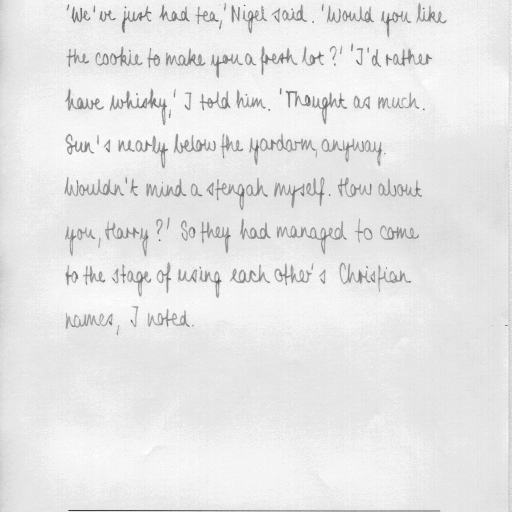 'We've just had tea,' Nigel said. 'Would you like
the cookie to make you a fresh lot?' 'I'd rather
have whisky,' I told him. 'Thought as much.
Sun's nearly below the yardarm, anyway.
Wouldn't mind a stengah myself. How about
you, Harry?' So they had managed to come
to the stage of using each other's Christian
names, I noted.